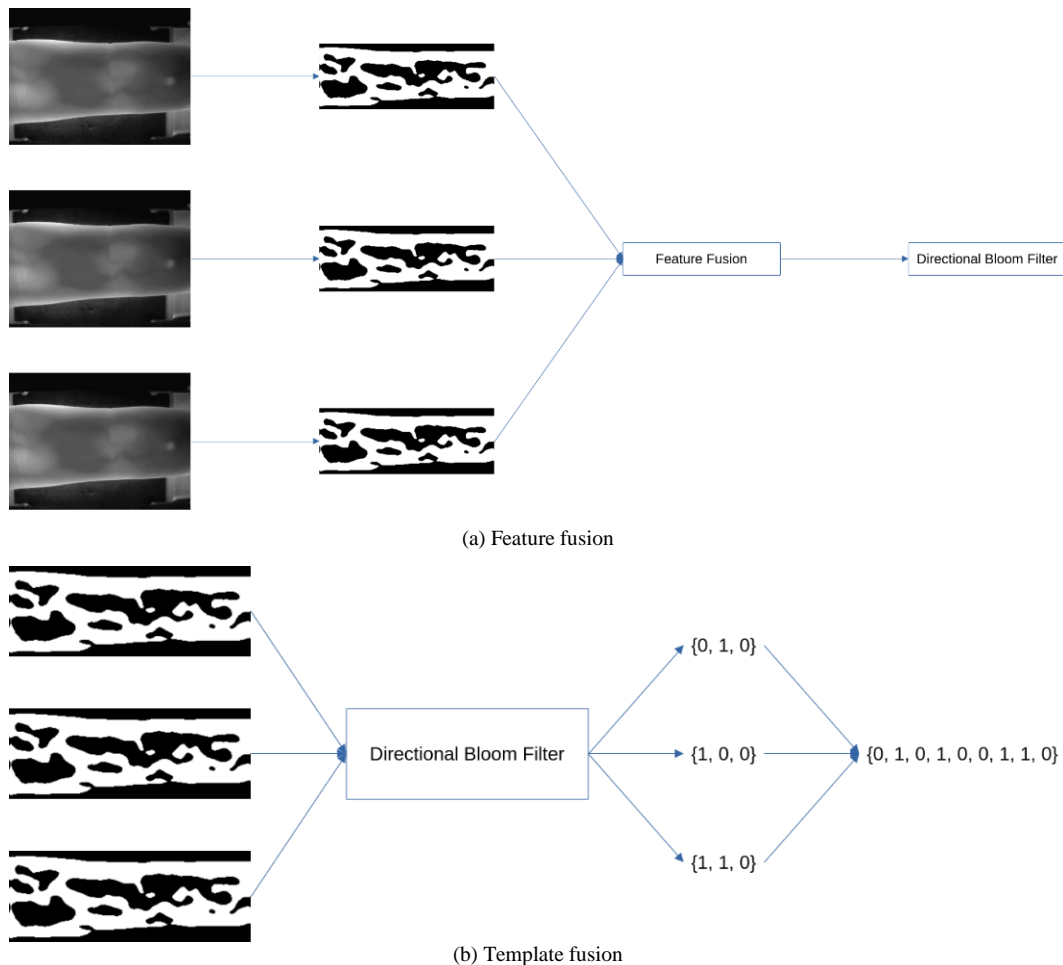 Feature Fusion
Directional Bloom Filter
(a) Feature fusion
{0, 1, 0}
Directional Bloom Filter
{1, 0, 0}
{0, 1, 0, 1, 0, 0, 1, 1, 0}
{1, 1, 0}
(b) Template fusion